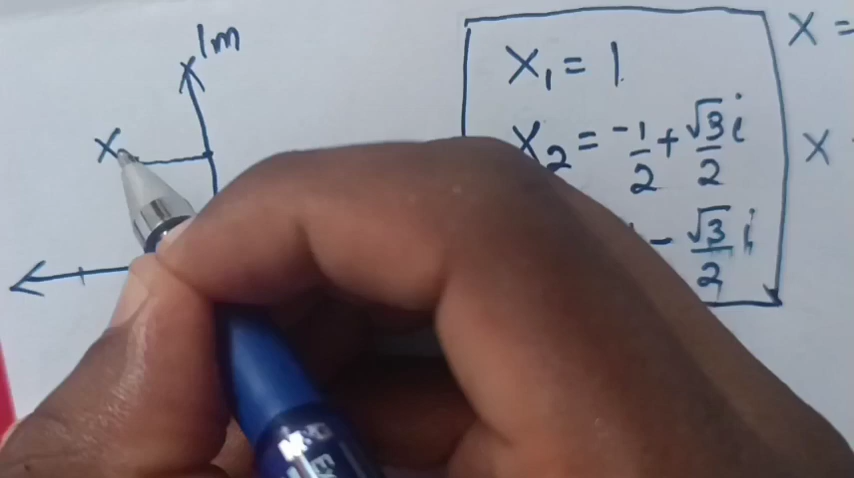 Im
X
X₁ = 1
X₂ = -1/2 + √3/2 i
- √3/2 i
X =
X